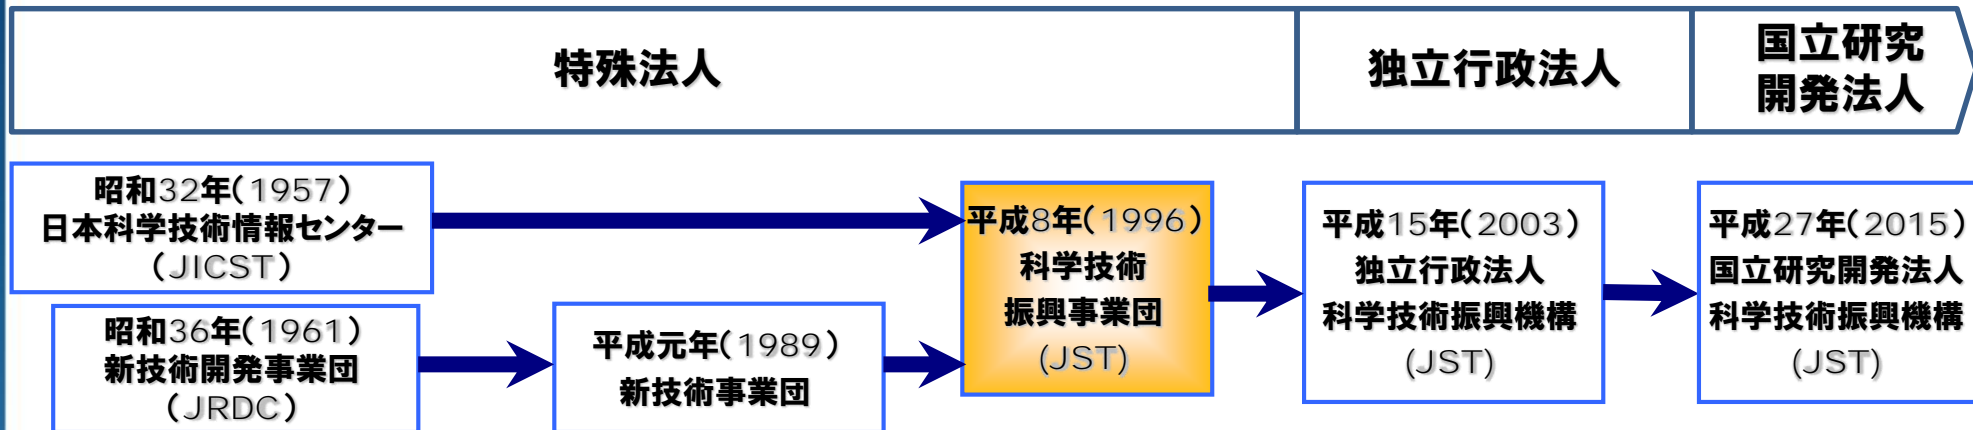 特殊法人
独立行政法人
国立研究
開発法人
昭和32年(1957)
日本科学技術情報センター
(JICST)
昭和36年(1961)
新技術開発事業団
(JRDC)
平成元年(1989)
新技術事業団
平成8年(1996)
科学技術
振興事業団
(JST)
平成15年(2003)
独立行政法人
科学技術振興機構
(JST)
平成27年(2015)
国立研究開発法人
科学技術振興機構
(JST)